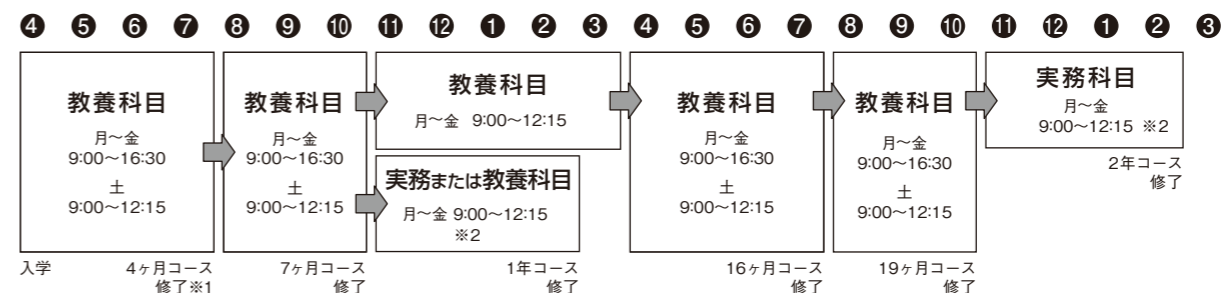 ❹ ❺ ❻ ❼ ❽ ❾ ❿ ⓫ ⓬ ❶ ❷ ❸ ❹ ❺ ❻ ❼ ❽ ❾ ❿ ⓫ ⓬ ❶ ❷ ❸
教養科目
月〜金
9:00〜16:30
土
9:00〜12:15
教養科目
月〜金
9:00〜16:30
土
9:00〜12:15
教養科目
月〜金 9:00〜12:15
実務または教養科目
月〜金 9:00〜12:15
※2
教養科目
月〜金
9:00〜16:30
土
9:00〜12:15
教養科目
月〜金
9:00〜16:30
土
9:00〜12:15
実務科目
月〜金
9:00〜12:15 ※2
入学
4ヶ月コース
修了※1
7ヶ月コース
修了
1年コース
修了
16ヶ月コース
修了
19ヶ月コース
修了
2年コース
修了